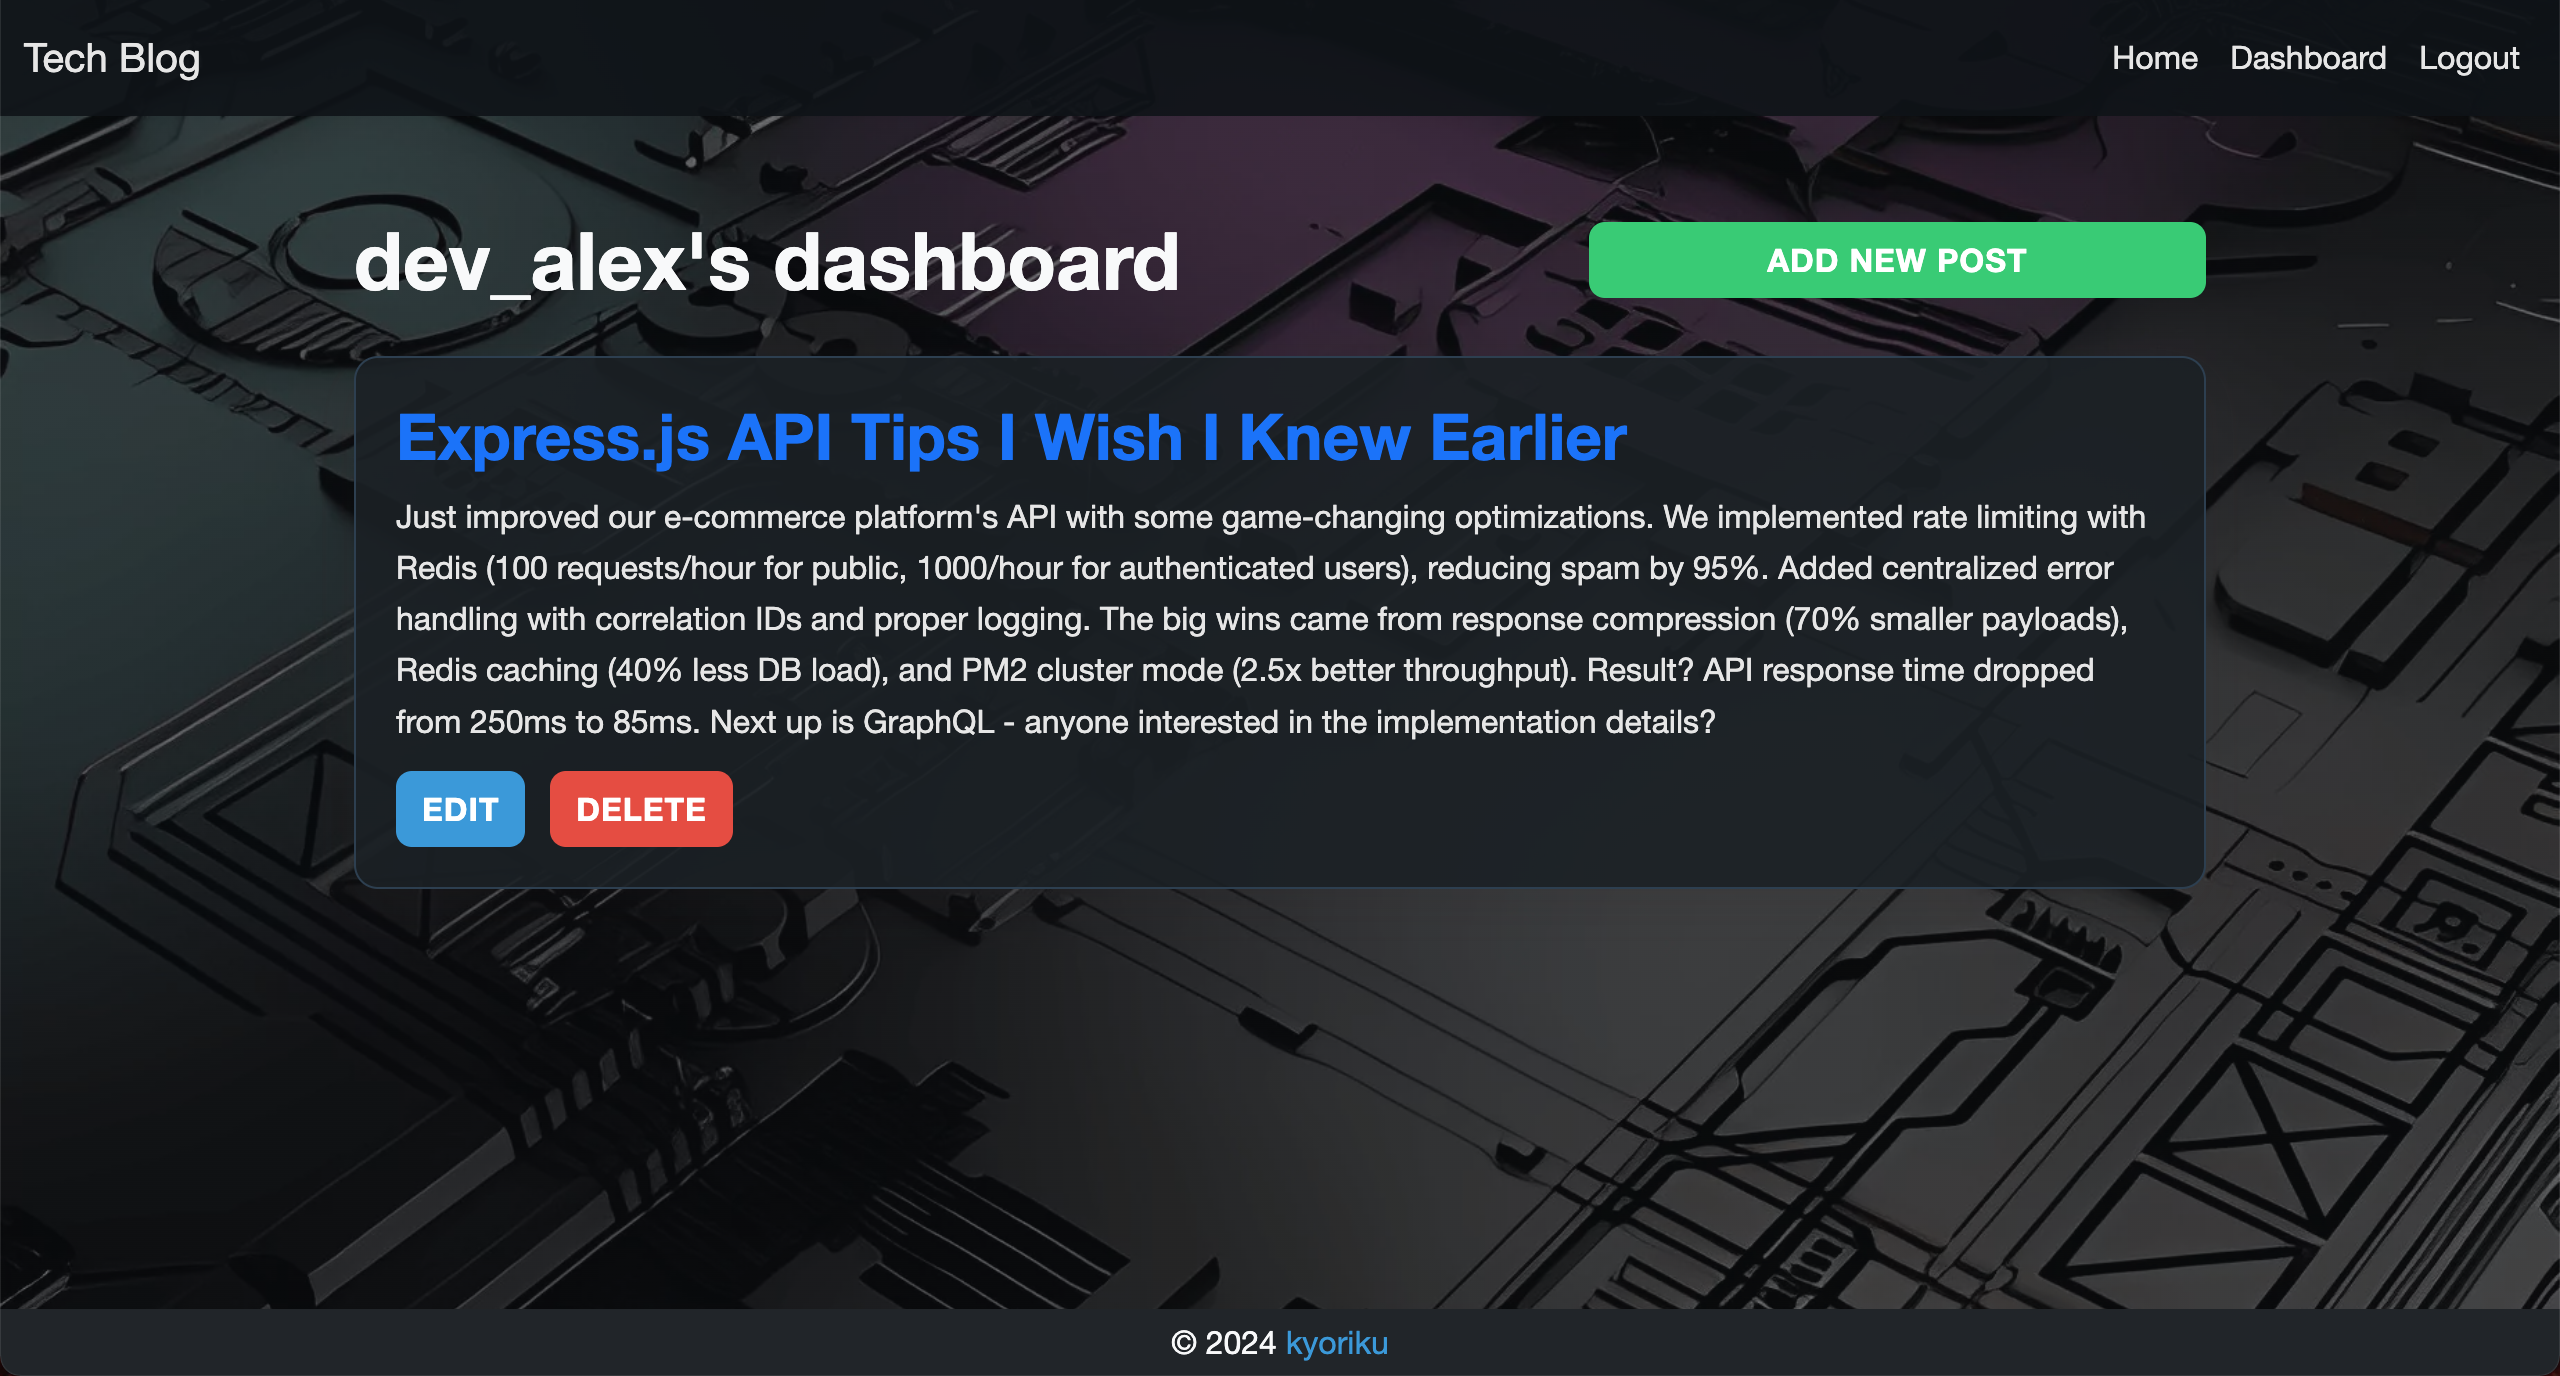 Tech Blog
Home Dashboard Logout
dev_alex's dashboard
ADD NEW POST
Express.js API Tips I Wish I Knew Earlier
Just improved our e-commerce platform's API with some game-changing optimizations. We implemented rate limiting with
Redis (100 requests/hour for public, 1000/hour for authenticated users), reducing spam by 95%. Added centralized error
handling with correlation IDs and proper logging. The big wins came from response compression (70% smaller payloads),
Redis caching (40% less DB load), and PM2 cluster mode (2.5x better throughput). Result? API response time dropped
from 250ms to 85ms. Next up is GraphQL - anyone interested in the implementation details?
EDIT DELETE
© 2024 kyoriku